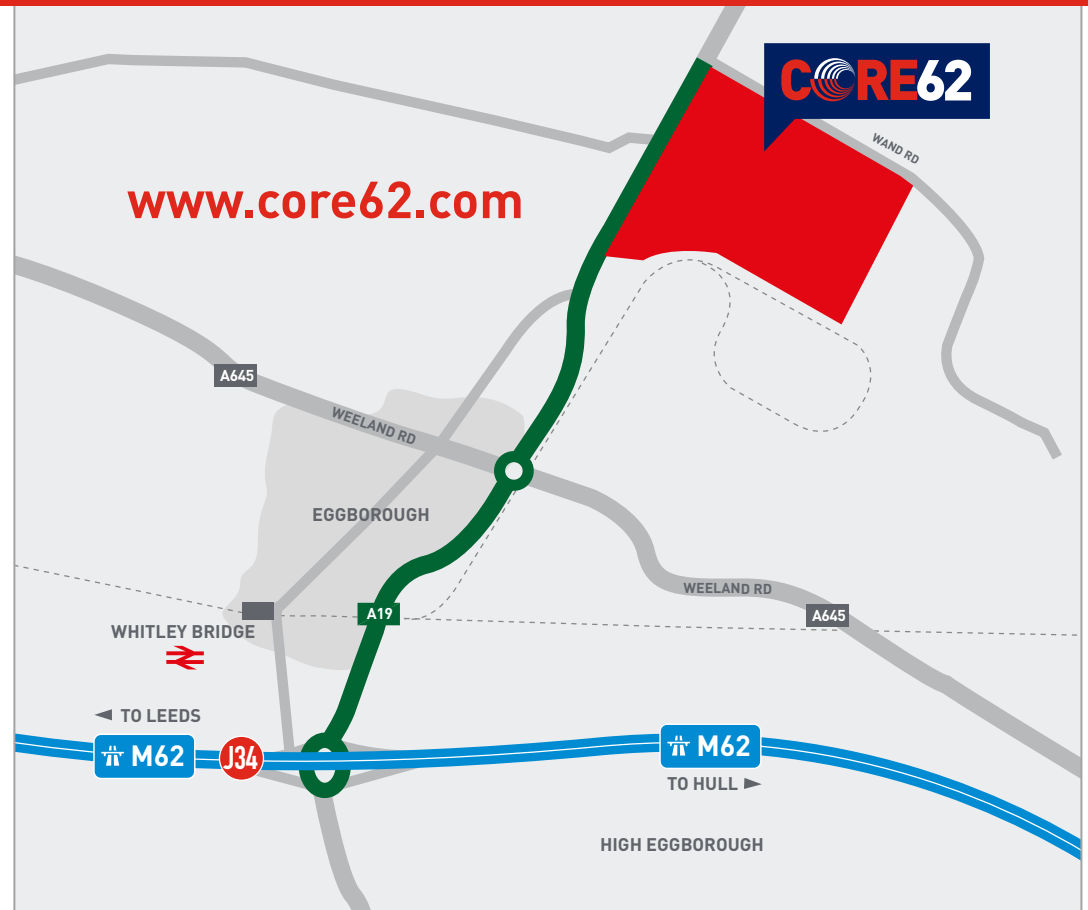 CORE62
WAND RD
www.core62.com
A645
WEELAND RD
EGGBOROUGH
WEELAND RD
A19
A645
WHITLEY BRIDGE
TO LEEDS
M62
J34
M62
TO HULL
HIGH EGGBOROUGH